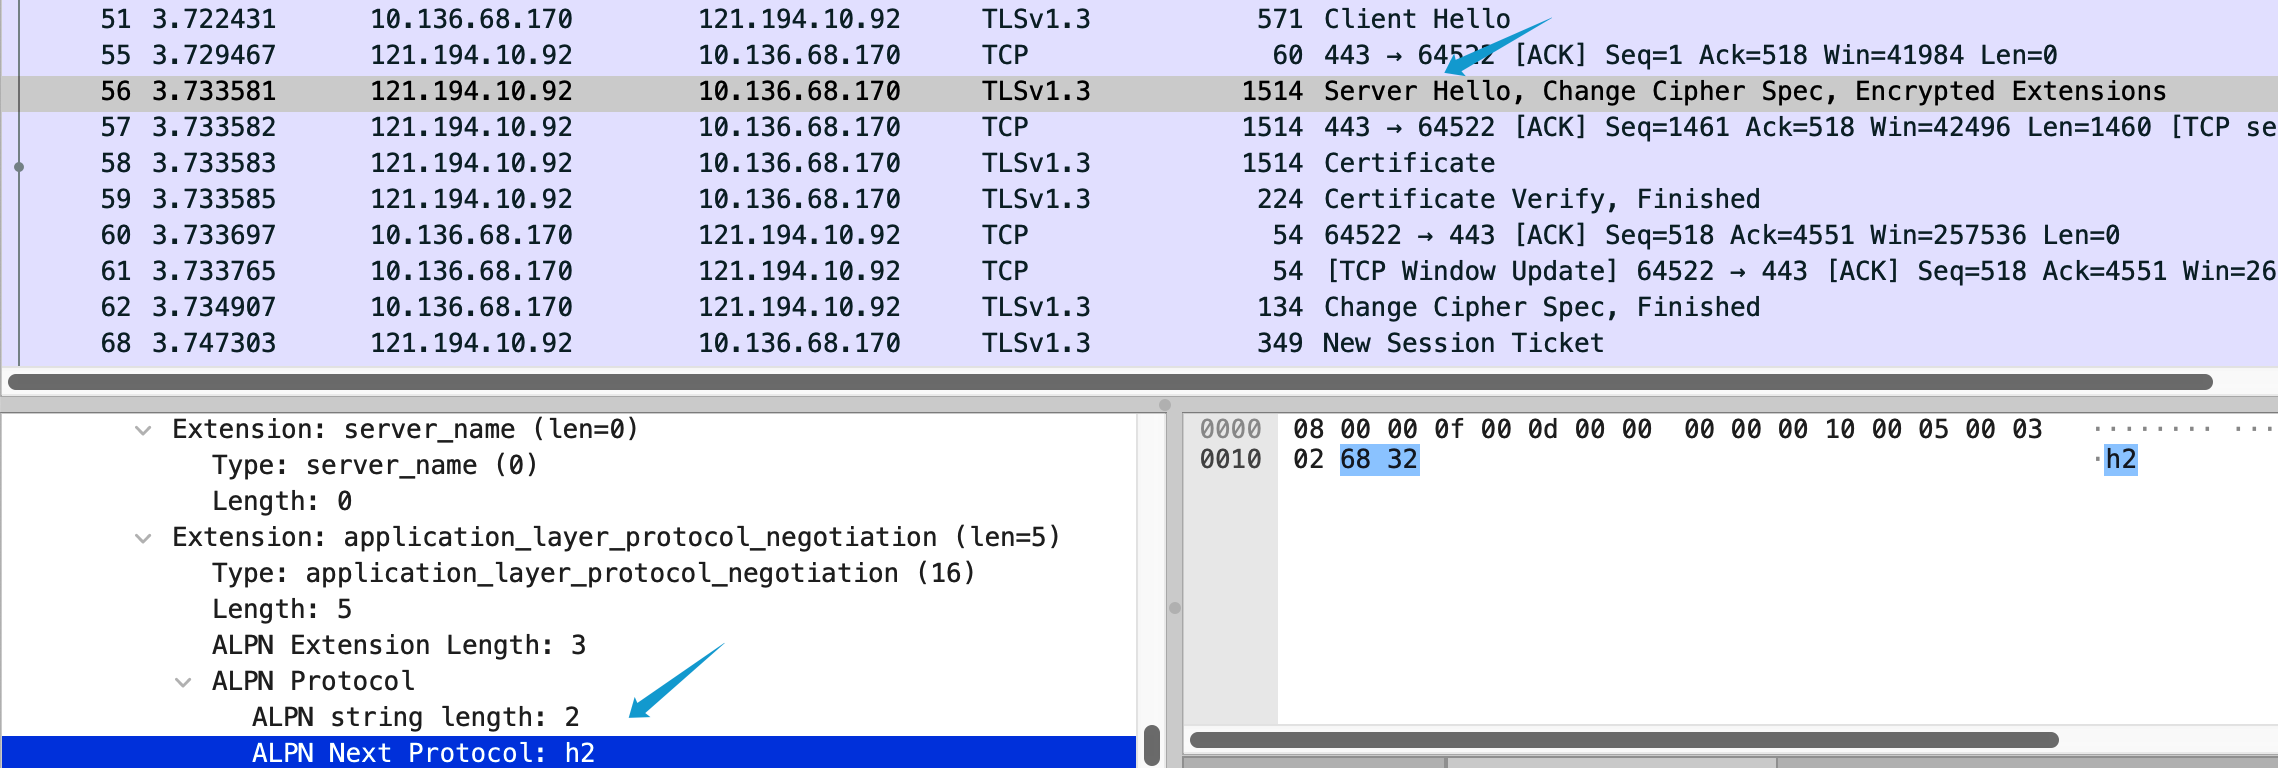 51 3.722431 10.136.68.170 121.194.10.92 TLSv1.3 571 Client Hello
55 3.729467 121.194.10.92 10.136.68.170 TCP 60 443 → 64522 [ACK] Seq=1 Ack=518 Win=41984 Len=0
56 3.733581 121.194.10.92 10.136.68.170 TLSv1.3 1514 Server Hello, Change Cipher Spec, Encrypted Extensions
57 3.733582 121.194.10.92 10.136.68.170 TCP 1514 443 → 64522 [ACK] Seq=1461 Ack=518 Win=42496 Len=1460 [TCP se
58 3.733583 121.194.10.92 10.136.68.170 TLSv1.3 1514 Certificate
59 3.733585 121.194.10.92 10.136.68.170 TLSv1.3 224 Certificate Verify, Finished
60 3.733697 10.136.68.170 121.194.10.92 TCP 54 64522 → 443 [ACK] Seq=518 Ack=4551 Win=257536 Len=0
61 3.733765 10.136.68.170 121.194.10.92 TCP 54 [TCP Window Update] 64522 → 443 [ACK] Seq=518 Ack=4551 Win=26
62 3.734907 10.136.68.170 121.194.10.92 TLSv1.3 134 Change Cipher Spec, Finished
68 3.747303 121.194.10.92 10.136.68.170 TLSv1.3 349 New Session Ticket
Extension: server_name (len=0)
Type: server_name (0)
Length: 0
Extension: application_layer_protocol_negotiation (len=5)
Type: application_layer_protocol_negotiation (16)
Length: 5
ALPN Extension Length: 3
ALPN Protocol
ALPN string length: 2
ALPN Next Protocol: h2
0000 08 00 00 0f 00 0d 00 00 00 00 00 10 00 05 00 03 ········ ···
0010 02 68 32 ·h2